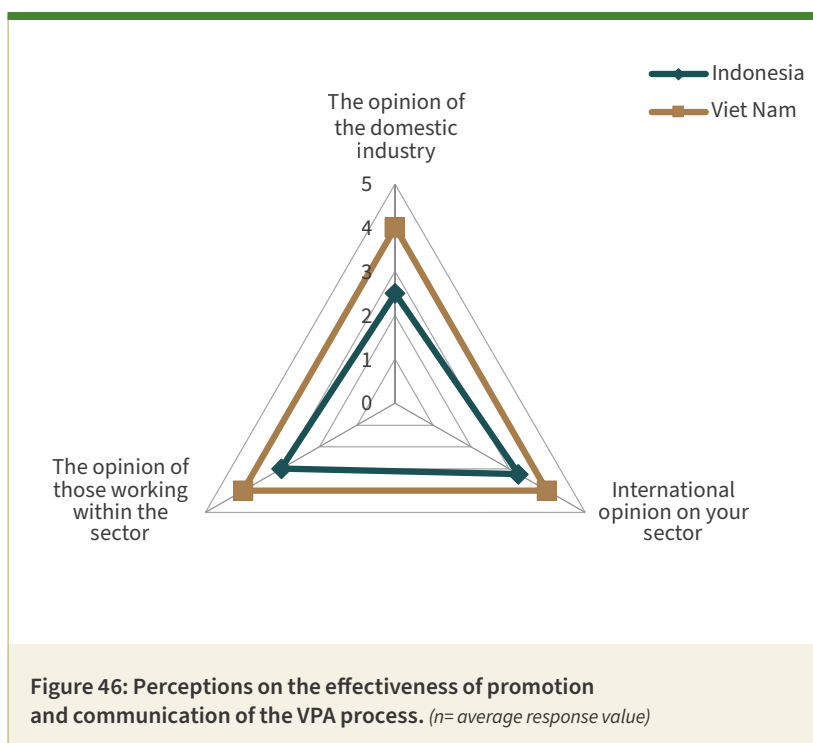 Indonesia
Viet Nam
The opinion of
the domestic
industry
5
4
3
2
1
0
The opinion of
those working
within the
sector
International
opinion on your
sector
Figure 46: Perceptions on the effectiveness of promotion
and communication of the VPA process. (n= average response value)